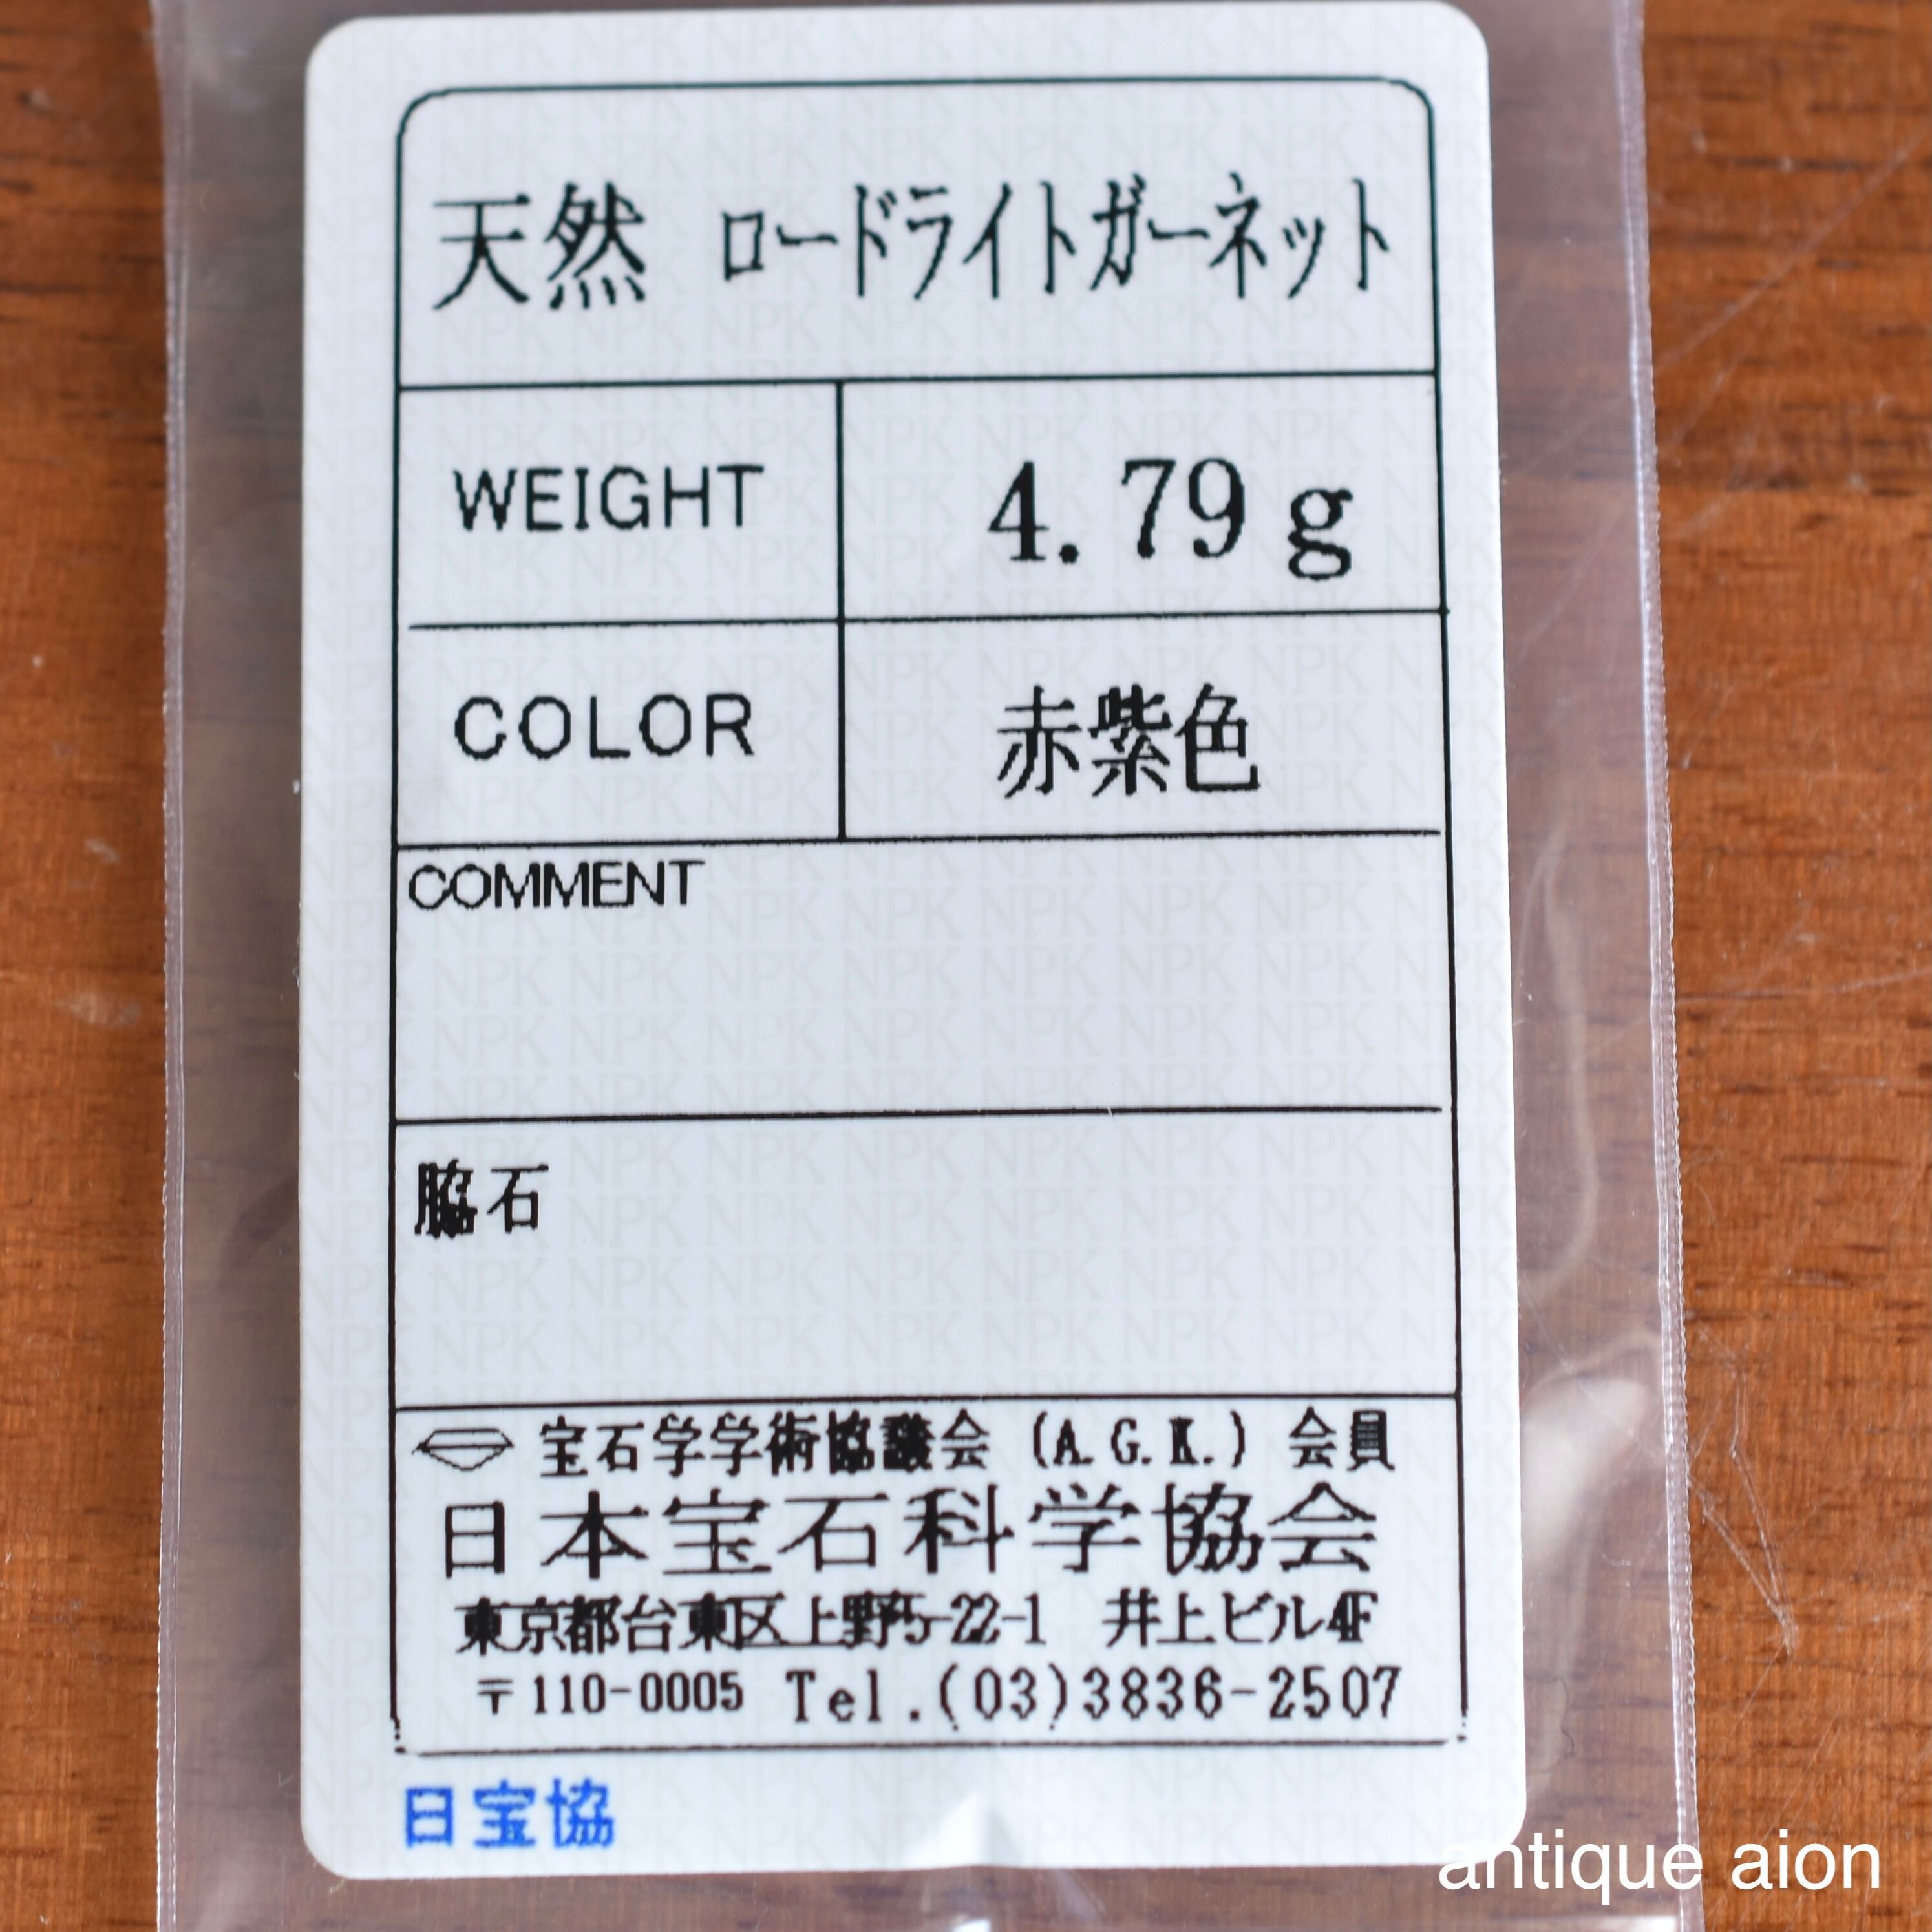 天然 ロードライトガーネット
WEIGHT 4.79 g
COLOR 赤紫色
COMMENT
脇石
宝石学学術協議会 (A.G.K.) 会員
日本宝石科学協会
東京都台東区上野5-22-1 井上ビル4F
〒110-0005 Tel.(03)3836-2507
日宝協
antique aion
NPK